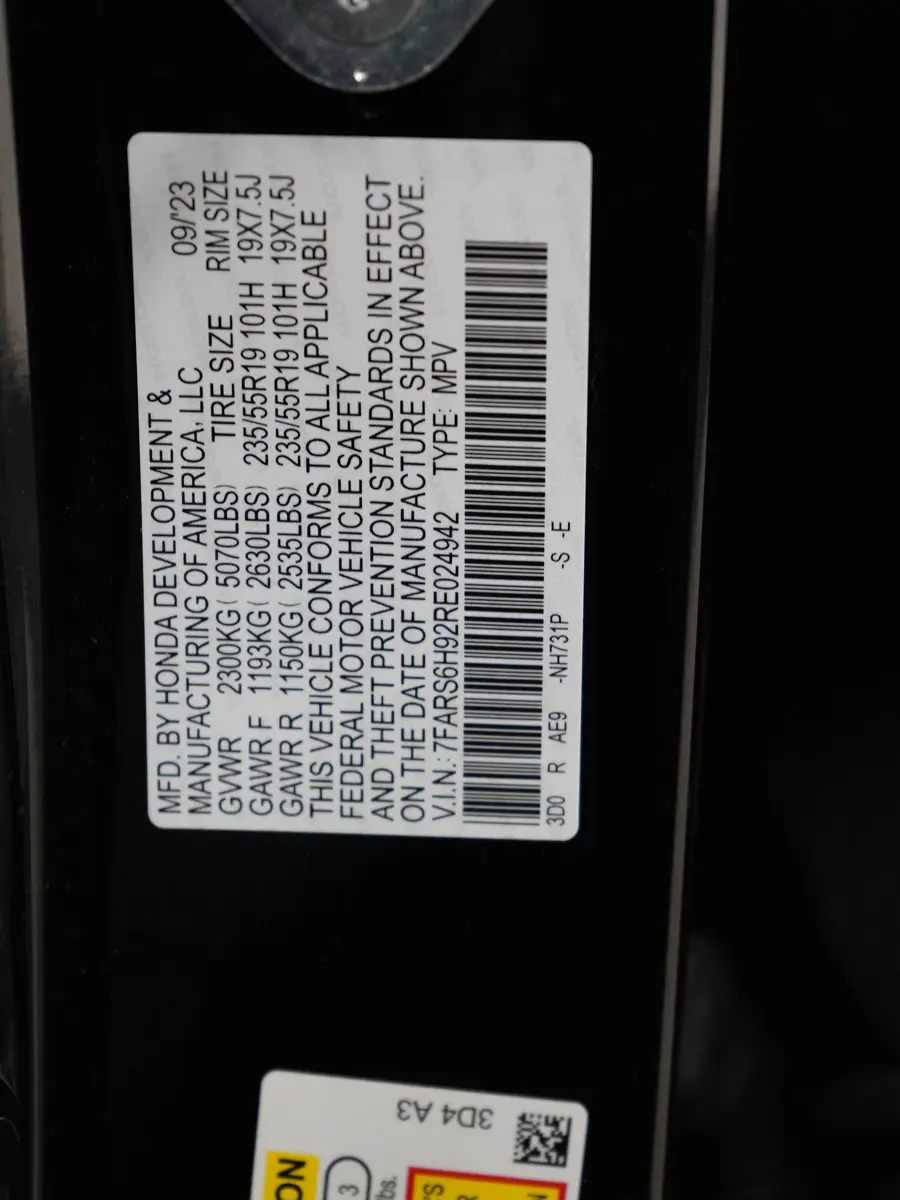 MFD. BY HONDA DEVELOPMENT &
MANUFACTURING OF AMERICA, LLC 09/'23
GVWR 2300KG ( 5070LBS) TIRE SIZE RIM SIZE
GAWR F 1193KG ( 2630LBS) 235/55R19 101H 19X7.5J
GAWR R 1150KG ( 2535LBS) 235/55R19 101H 19X7.5J
THIS VEHICLE CONFORMS TO ALL APPLICABLE
FEDERAL MOTOR VEHICLE SAFETY
AND THEFT PREVENTION STANDARDS IN EFFECT
ON THE DATE OF MANUFACTURE SHOWN ABOVE.
V.I.N.:7FARS6H92RE024942 TYPE: MPV
3D0 R AE9 -NH731P -S -E
3D4 A3
ON
3
bs.
'S
R
N